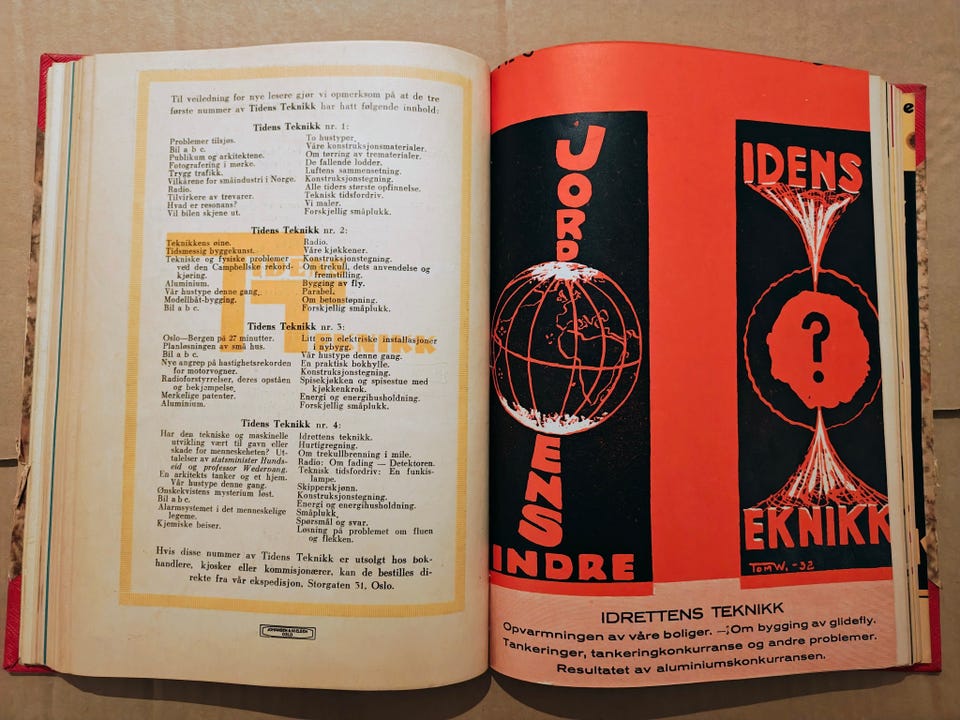 Til veiledning for nye lesere gjør vi opmerksom på at de tre
første nummer av Tidens Teknikk har hatt følgende innhold:
Tidens Teknikk nr. 1:
Problemer tilsjøs.
Bil a b c.
Publikum og arkitektene.
Fotografering i mørke.
Trygg trafikk.
Vilkårene for småindustri i Norge.
Radio.
Tilvirkere av trevarer.
Hvad er resonans?
Vil bilen skjene ut.
To hustyper.
Våre konstruksjonsmaterialer.
Om tørring av trematerialer.
De fallende lodder.
Luftens sammensetning.
Konstruksjonstegning.
Alle tiders største opfinnelse.
Teknisk tidsfordriv.
Vi maler.
Forskjellig småplukk.
Tidens Teknikk nr. 2:
Teknikkens øine.
Tidsmessig byggekunst.
Tekniske og fysiske problemer
ved den Campbellske rekord-
kjøring.
Aluminium.
Vår hustype denne gang.
Modellbåt-bygging.
Bil a b c.
Radio.
Våre kjøkkener.
Konstruksjonstegning.
Om trekull, dets anvendelse og
fremstilling.
Bygging av fly.
Parabel.
Om betonstøpning.
Forskjellig småplukk.
TIDENS
TEKNIKK
Tidens Teknikk nr. 3:
Oslo—Bergen på 27 minutter.
Planløsningen av små hus.
Bil a b c.
Nye angrep på hastighetsrekorden
for motorvogner.
Radioforstyrrelser, deres opståen
og bekjempelse.
Merkelige patenter.
Aluminium.
Litt om elektriske installasjoner
i nybygg.
Vår hustype denne gang.
En praktisk bokhylle.
Konstruksjonstegning.
Spisekjøkken og spisestue med
kjøkkenkrok.
Energi og energihusholdning.
Forskjellig småplukk.
Tidens Teknikk nr. 4:
Har den tekniske og maskinelle
utvikling vært til gavn eller
skade for menneskeheten? Ut-
talelser av statsminister Hunds-
eid og professor Wedervang.
En arkitekts tanker og et hjem.
Vår hustype denne gang.
Ønskekvistens mysterium løst.
Bil a b c.
Alarmsystemet i det menneskelige
legeme.
Kjemiske beiser.
Idrettens teknikk.
Hurtigregning.
Om trekullbrenning i mile.
Radio: Om fading — Detektoren.
Teknisk tidsfordriv: En funkis-
lampe.
Skipperskjønn.
Konstruksjonstegning.
Energi og energihusholdning.
Småplukk.
Spørsmål og svar.
Løsning på problemet om fluen
og flekken.
Hvis disse nummer av Tidens Teknikk er utsolgt hos bok-
handlere, kjosker eller kommisjonærer, kan de bestilles di-
rekte fra vår ekspedisjon, Storgaten 31, Oslo.
OSLO
JORD
ENS
INDRE
IDENS
?
EKNIKK
TOM W. -32
IDRETTENS TEKNIKK
Opvarmningen av våre boliger. — Om bygging av glidefly.
Tankeringer, tankeringkonkurranse og andre problemer.
Resultatet av aluminiumskonkurransen.